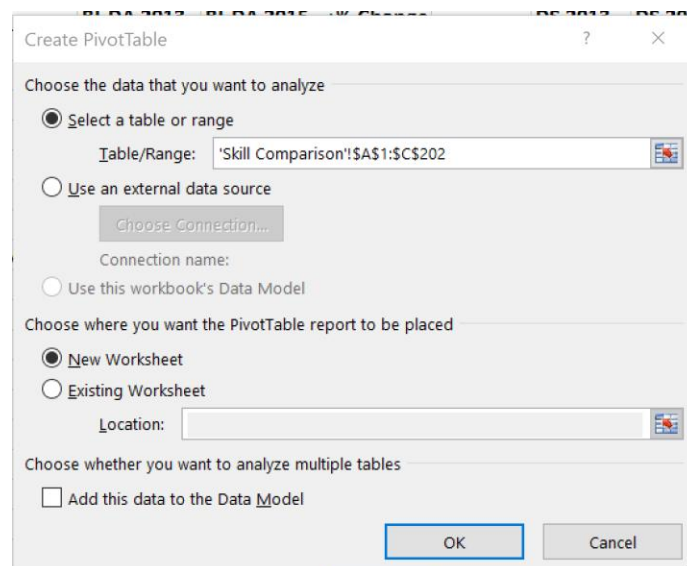 Create PivotTable ? ×
Choose the data that you want to analyze
Select a table or range
Table/Range: 'Skill Comparison'!$A$1:$C$202
Use an external data source
Choose Connection...
Connection name:
Use this workbook's Data Model
Choose where you want the PivotTable report to be placed
New Worksheet
Existing Worksheet
Location:
Choose whether you want to analyze multiple tables
Add this data to the Data Model
OK Cancel